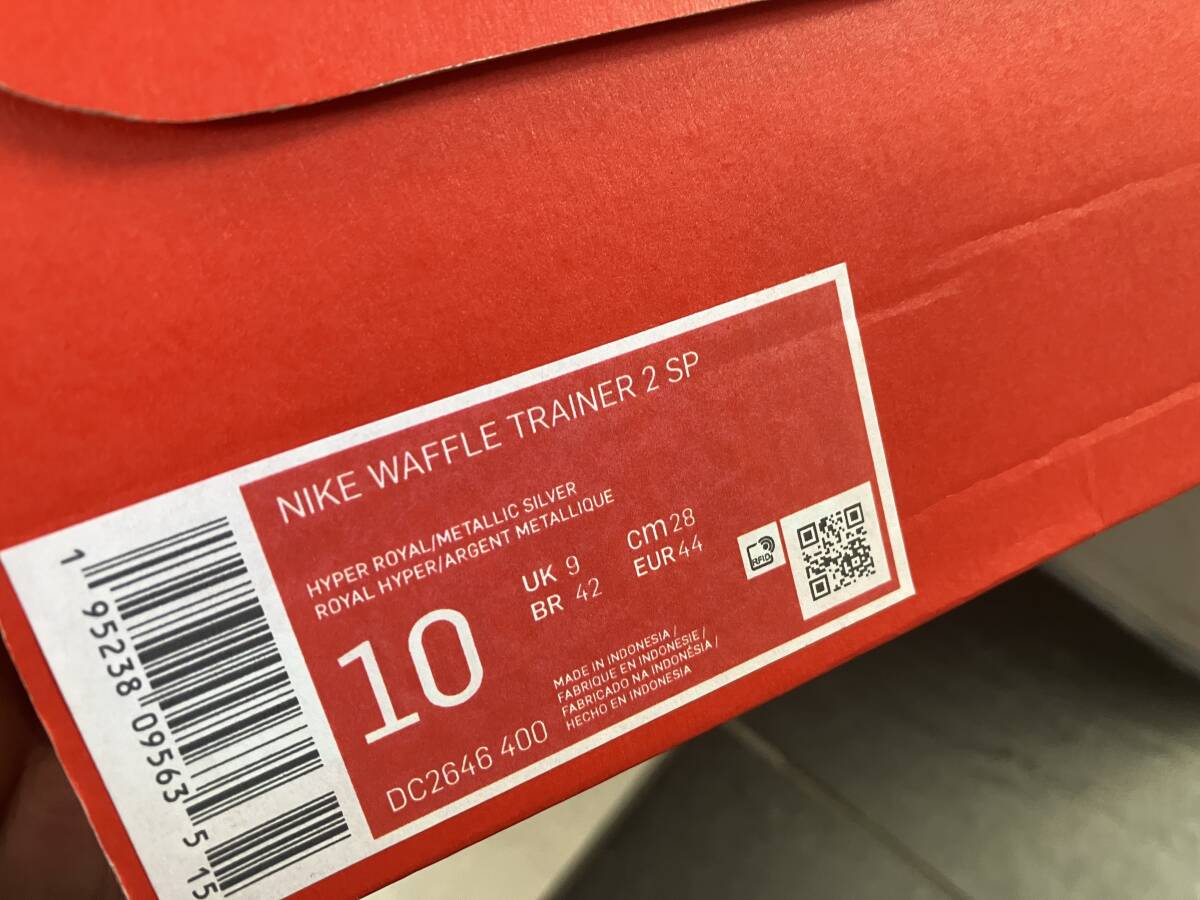 NIKE WAFFLE TRAINER 2 SP
HYPER ROYAL/METALLIC SILVER
ROYAL HYPER/ARGENT METALLIQUE
10
UK 9
BR 42
cm 28
EUR 44
RFID
MADE IN INDONESIA /
FABRIQUE EN INDONESIE /
FABRICADO NA INDONÉSIA /
HECHO EN INDONESIA
DC2646 400
1 95238 09563 5 15